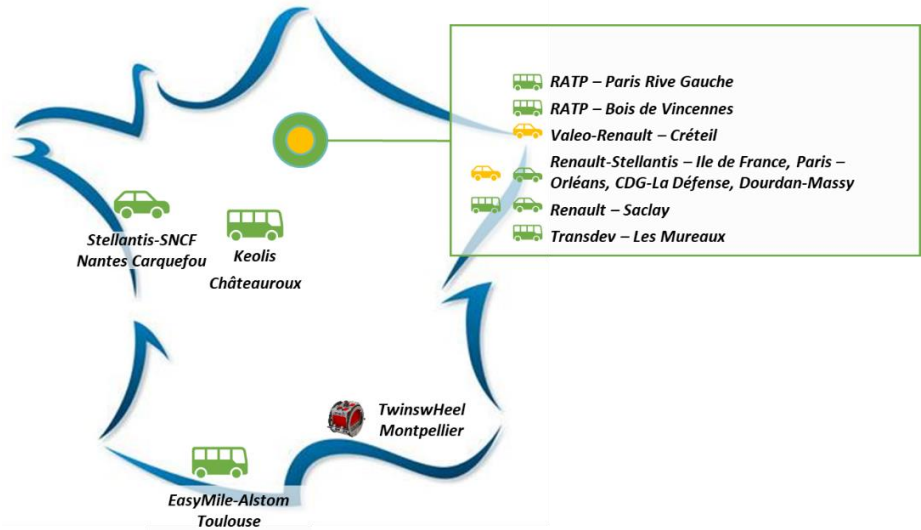 RATP – Paris Rive Gauche
RATP – Bois de Vincennes
Valeo-Renault – Créteil
Renault-Stellantis – Ile de France, Paris –
Orléans, CDG-La Défense, Dourdan-Massy
Renault – Saclay
Transdev – Les Mureaux
Stellantis-SNCF
Nantes Carquefou
Keolis
Châteauroux
TwinswHeel
Montpellier
EasyMile-Alstom
Toulouse